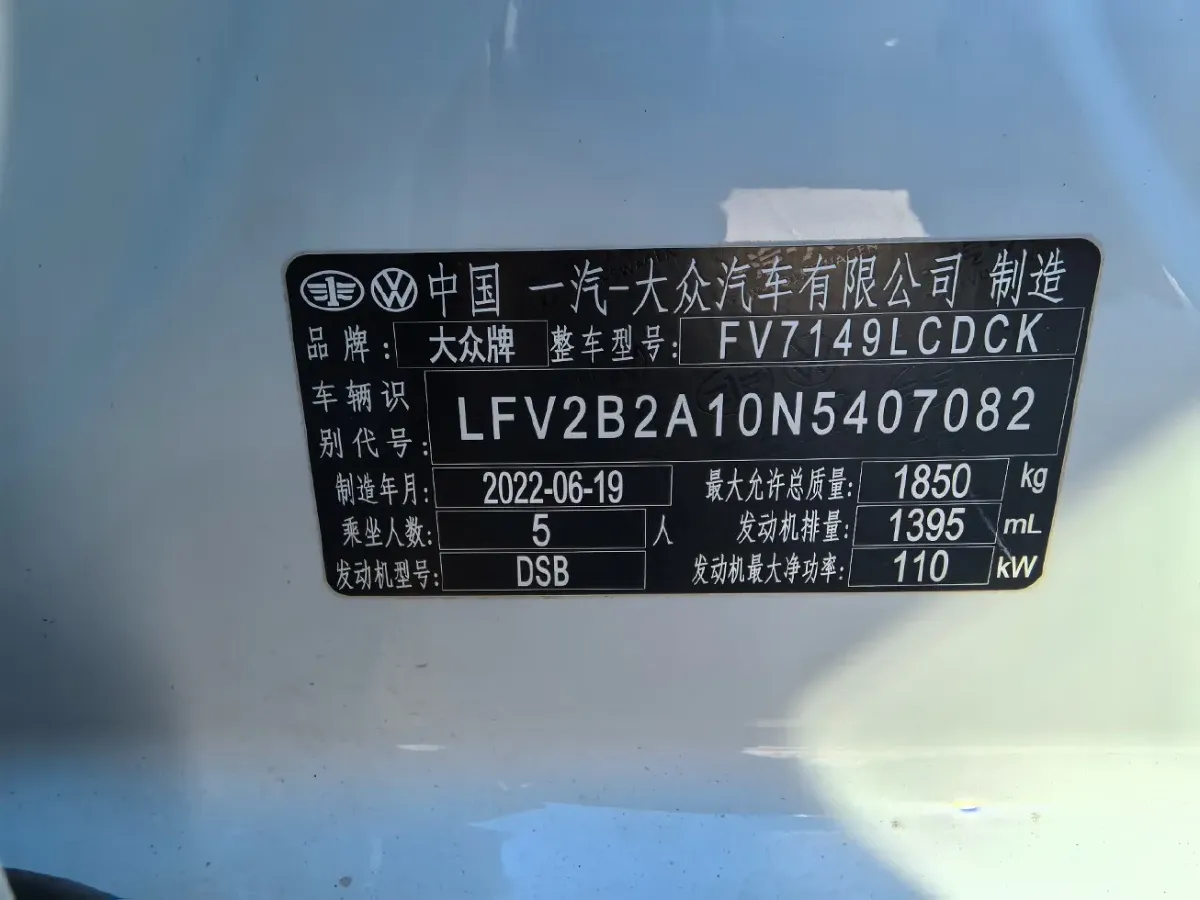 中国 一汽-大众汽车有限公司 制造
品牌: 大众牌 整车型号: FV7149LCDCK
车辆识别代号: LFV2B2A10N5407082
制造年月: 2022-06-19 最大允许总质量: 1850 kg
乘坐人数: 5 人 发动机排量: 1395 mL
发动机型号: DSB 发动机最大净功率: 110 kW